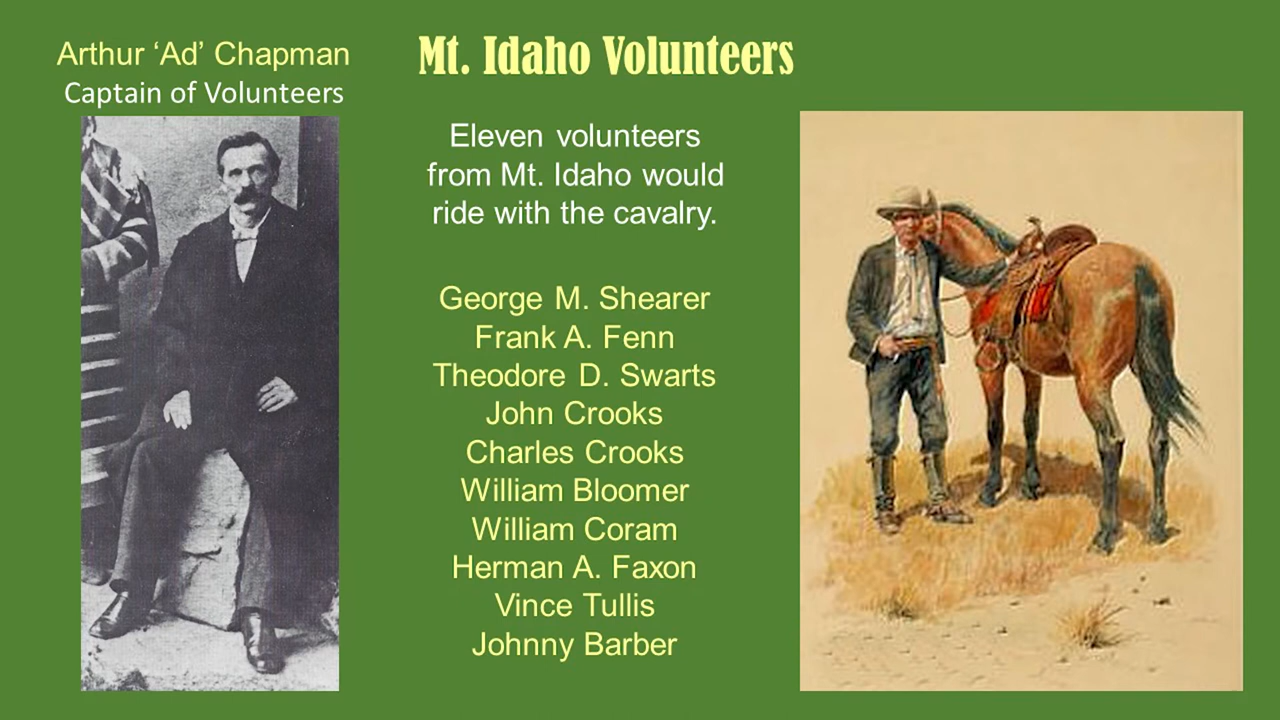 Arthur ‘Ad’ Chapman
Captain of Volunteers
Mt. Idaho Volunteers
Eleven volunteers
from Mt. Idaho would
ride with the cavalry.
George M. Shearer
Frank A. Fenn
Theodore D. Swarts
John Crooks
Charles Crooks
William Bloomer
William Coram
Herman A. Faxon
Vince Tullis
Johnny Barber